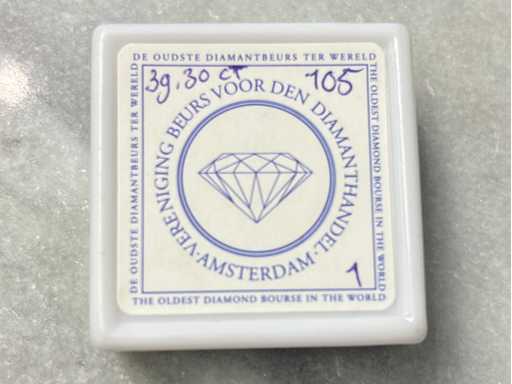 DE OUDSTE DIAMANTBEURS TER WERELD
39.30 ct 105
VERENIGING BEURS VOOR DEN DIAMANTHANDEL
·AMSTERDAM·
1
DE OUDSTE DIAMANTBEURS TER WERELD
THE OLDEST DIAMOND BOURSE IN THE WORLD
THE OLDEST DIAMOND BOURSE IN THE WORLD